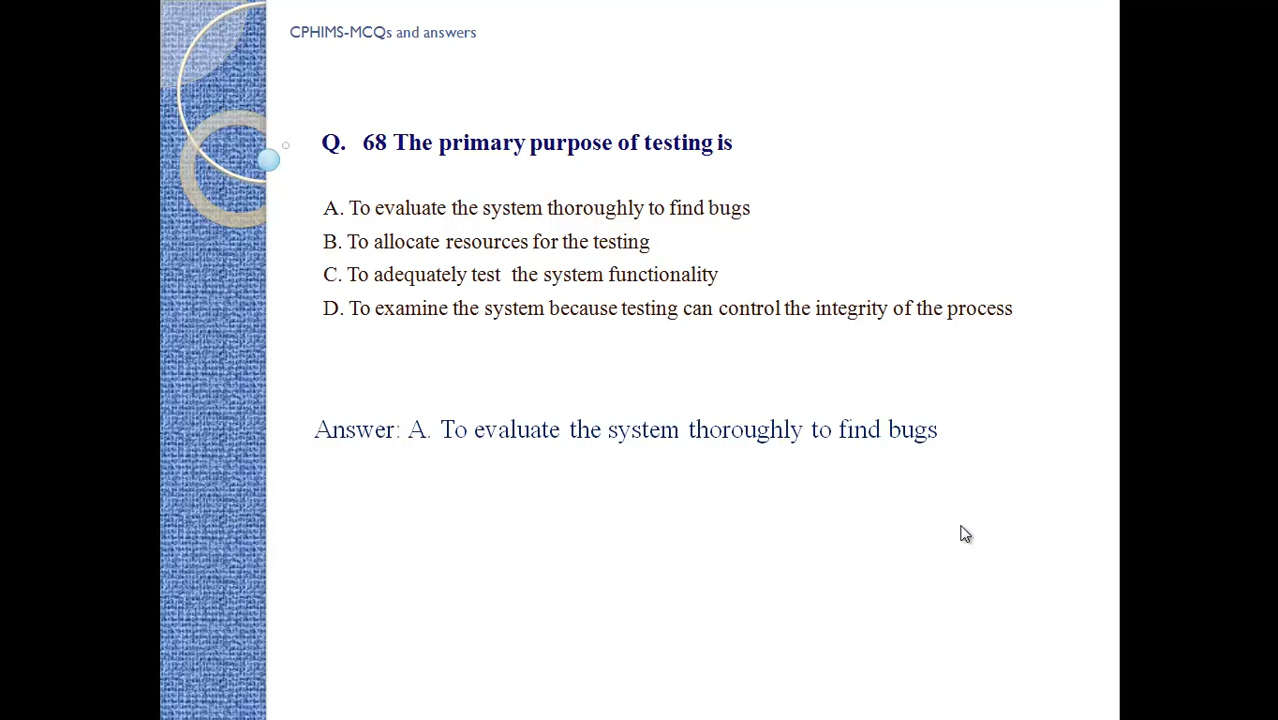 CPHIMS-MCQs and answers
Q. 68 The primary purpose of testing is
A. To evaluate the system thoroughly to find bugs
B. To allocate resources for the testing
C. To adequately test the system functionality
D. To examine the system because testing can control the integrity of the process
Answer: A. To evaluate the system thoroughly to find bugs